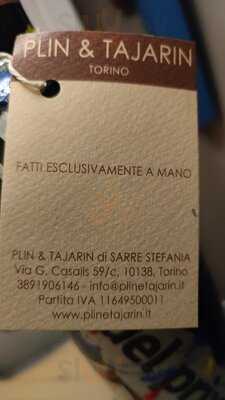 PLIN & TAJARIN
TORINO
FATTI ESCLUSIVAMENTE A MANO
PLIN & TAJARIN di SARRE STEFANIA
Via G. Casalis 59/c, 10138, Torino
3891906146 - info@plinetajarin.it
Partita IVA 11649500011
www.plinetajarin.it